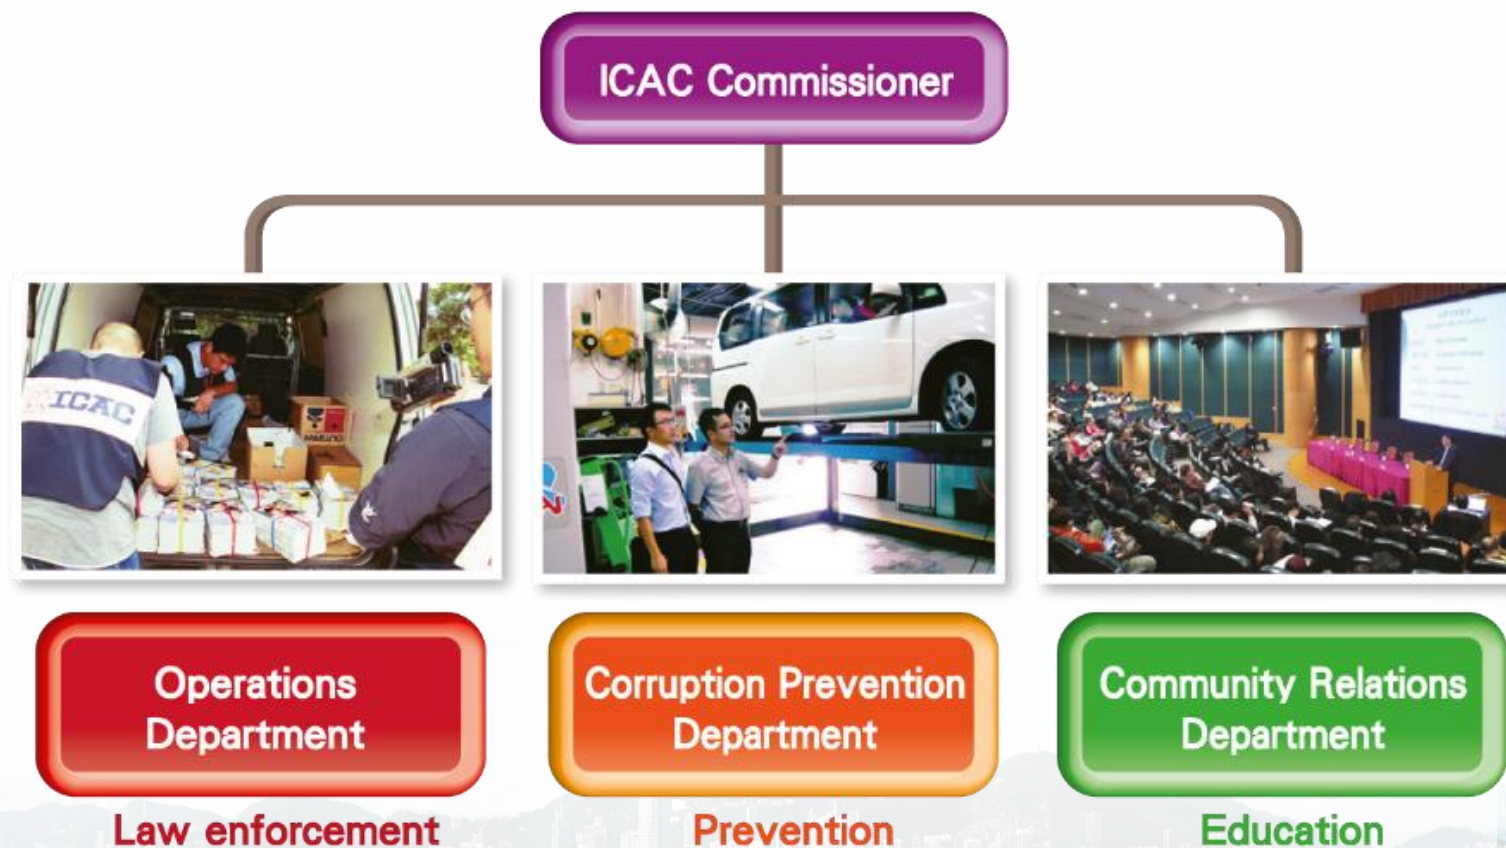 ICAC Commissioner
ICAC
Operations
Department
Law enforcement
Corruption Prevention
Department
Prevention
Community Relations
Department
Education